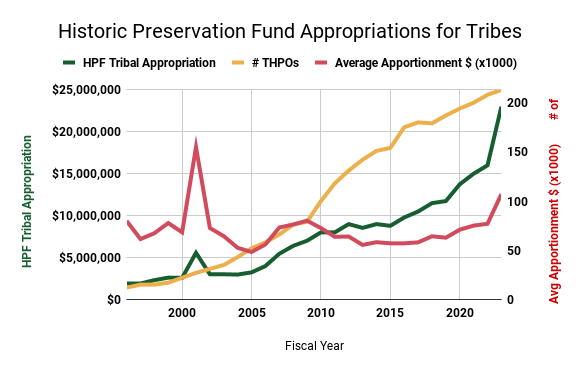 Historic Preservation Fund Appropriations for Tribes
HPF Tribal Appropriation # THPOs Average Apportionment $ (x1000)
$25,000,000
$20,000,000
$15,000,000
$10,000,000
$5,000,000
$0
HPF Tribal Appropriation
200
150
100
50
0
Avg Apportionment $ (x1000) # of
2000 2005 2010 2015 2020
Fiscal Year